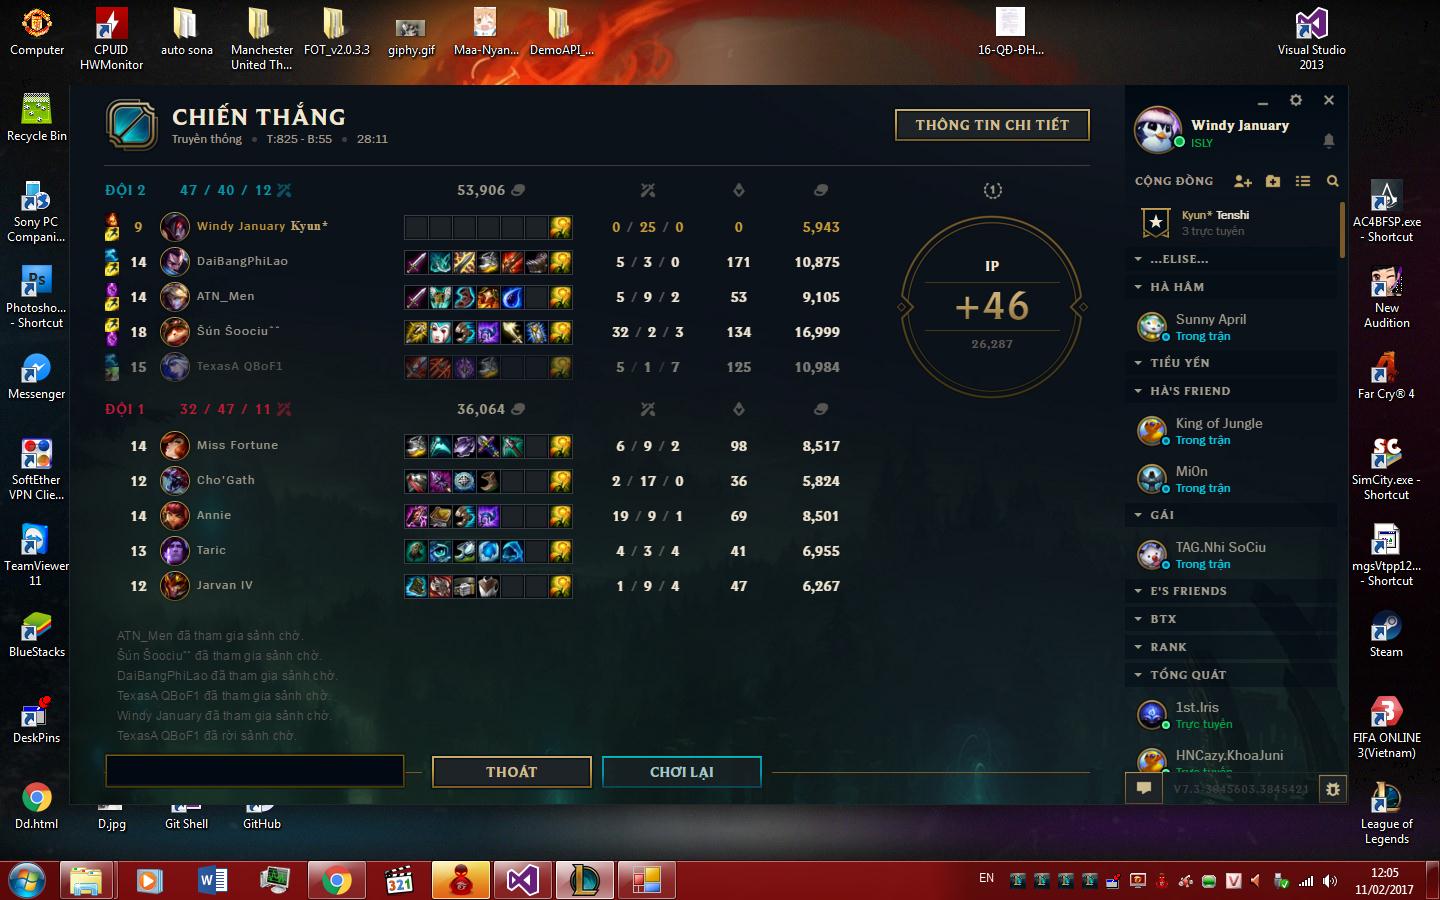 Computer
CPUID
HWMonitor
auto sona
Manchester
United Th...
FOT_v2.0.3.3
giphy.gif
Maa-Nyan...
DemoAPI_...
16-QĐ-ĐH...
Visual Studio
2013
Recycle Bin
Sony PC
Compani...
Photosho...
- Shortcut
Messenger
SoftEther
VPN Clie...
TeamViewer
11
BlueStacks
DeskPins
Dd.html
D.jpg
Git Shell
GitHub
CHIẾN THẮNG
Truyền thống • T:825 - B:55 • 28:11
THÔNG TIN CHI TIẾT
ĐỘI 2 47 / 40 / 12 53,906
9 Windy January Kyun* 0 / 25 / 0 0 5,943
14 DaiBangPhiLao 5 / 3 / 0 171 10,875
14 ATN_Men 5 / 9 / 2 53 9,105
18 Šún Šoociuˆˆ 32 / 2 / 3 134 16,999
15 TexasA QBoF1 5 / 1 / 7 125 10,984
ĐỘI 1 32 / 47 / 11 36,064
14 Miss Fortune 6 / 9 / 2 98 8,517
12 Cho'Gath 2 / 17 / 0 36 5,824
14 Annie 19 / 9 / 1 69 8,501
13 Taric 4 / 3 / 4 41 6,955
12 Jarvan IV 1 / 9 / 4 47 6,267
1
IP
+46
26,287
ATN_Men đã tham gia sảnh chờ.
Šún Šoociuˆˆ đã tham gia sảnh chờ.
DaiBangPhiLao đã tham gia sảnh chờ.
TexasA QBoF1 đã tham gia sảnh chờ.
Windy January đã tham gia sảnh chờ.
TexasA QBoF1 đã rời sảnh chờ.
THOÁT
CHƠI LẠI
Windy January
ISLY
CỘNG ĐỒNG
Kyun* Tenshi
3 trực tuyến
...ELISE...
HÀ HÂM
Sunny April
Trong trận
TIỂU YẾN
HÀ'S FRIEND
King of Jungle
Trong trận
Mi0n
Trong trận
GÁI
TAG.Nhi SoCiu
Trong trận
E'S FRIENDS
BTX
RANK
TỔNG QUÁT
1st.Iris
Trực tuyến
HNCazy.KhoaJuni
Trực tuyến
V7.3.3845603.3845421
AC4BFSP.exe
- Shortcut
New
Audition
Far Cry® 4
SimCity.exe -
Shortcut
mgsVtpp12...
- Shortcut
Steam
FIFA ONLINE
3(Vietnam)
League of
Legends
Ps
SC
321
EN
V
12:05
11/02/2017